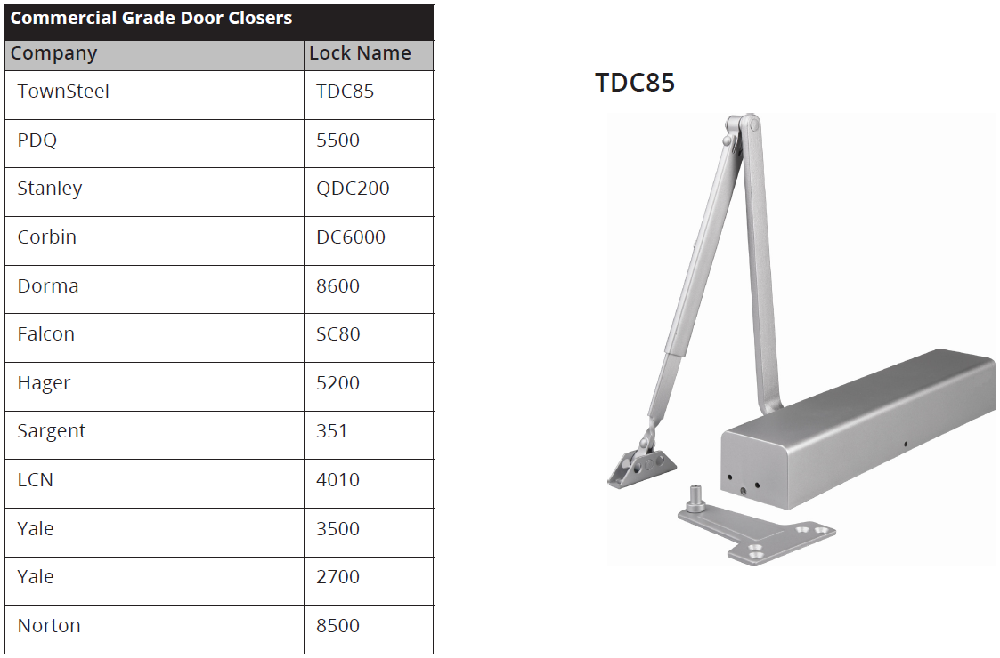 Commercial Grade Door Closers
Company Lock Name
TownSteel TDC85
PDQ 5500
Stanley QDC200
Corbin DC6000
Dorma 8600
Falcon SC80
Hager 5200
Sargent 351
LCN 4010
Yale 3500
Yale 2700
Norton 8500
TDC85